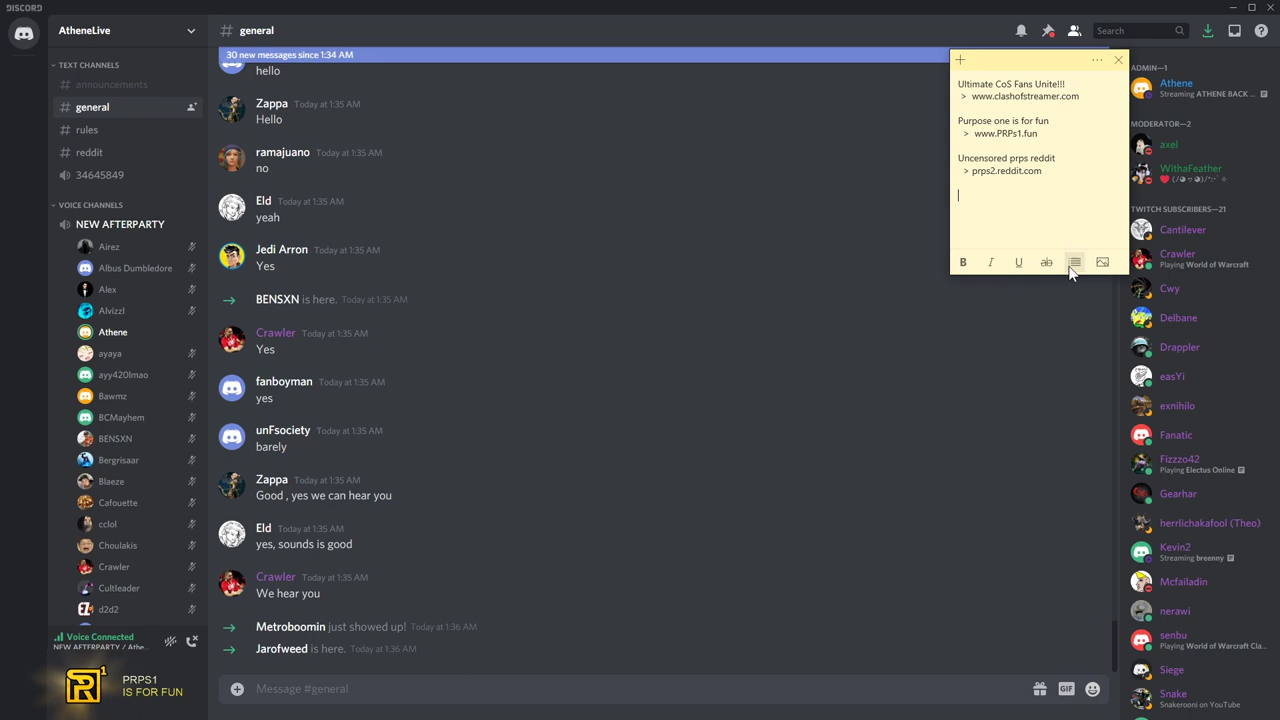 DISCORD
AtheneLive
TEXT CHANNELS
# announcements
# general
# rules
# reddit
34645849
VOICE CHANNELS
NEW AFTERPARTY
Airez
Albus Dumbledore
Alex
Alvizzl
Athene
ayaya
ayy420lmao
Bawmz
BCMayhem
BENSXN
Bergrisaar
Blaeze
Cafouette
cclol
Choulakis
Crawler
Cultleader
d2d2
Voice Connected
NEW AFTERPARTY / Athe...
PRPS1
IS FOR FUN
# general
Search
30 new messages since 1:34 AM
hello
Zappa Today at 1:35 AM
Hello
ramajuano Today at 1:35 AM
no
Eld Today at 1:35 AM
yeah
Jedi Arron Today at 1:35 AM
Yes
BENSXN is here. Today at 1:35 AM
Crawler Today at 1:35 AM
Yes
fanboyman Today at 1:35 AM
yes
unFsociety Today at 1:35 AM
barely
Zappa Today at 1:35 AM
Good , yes we can hear you
Eld Today at 1:35 AM
yes, sounds is good
Crawler Today at 1:35 AM
We hear you
Metroboomin just showed up! Today at 1:36 AM
Jarofweed is here. Today at 1:36 AM
Message #general
GIF
Ultimate CoS Fans Unite!!!
> www.clashofstreamer.com
Purpose one is for fun
> www.PRPs1.fun
Uncensored prps reddit
> prps2.reddit.com
B I U ab
ADMIN—1
Athene
Streaming ATHENE BACK ...
MODERATOR—2
axel
WithaFeather
TWITCH SUBSCRIBERS—21
Cantilever
Crawler
Playing World of Warcraft
Cwy
Delbane
Drappler
easYi
exnihilo
Fanatic
Fizzzo42
Playing Electus Online
Gearhar
herrlichakafool (Theo)
Kevin2
Streaming breenny
Mcfailadin
nerawi
senbu
Playing World of Warcraft Cla...
Siege
Snake
Snakerooni on YouTube